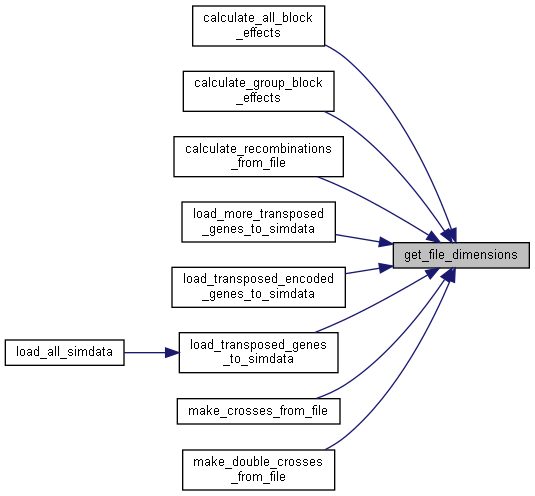 calculate_all_block
_effects
calculate_group_block
_effects
calculate_recombinations
_from_file
load_more_transposed
_genes_to_simdata
get_file_dimensions
load_transposed_encoded
_genes_to_simdata
load_all_simdata
load_transposed_genes
_to_simdata
make_crosses_from_file
make_double_crosses
_from_file